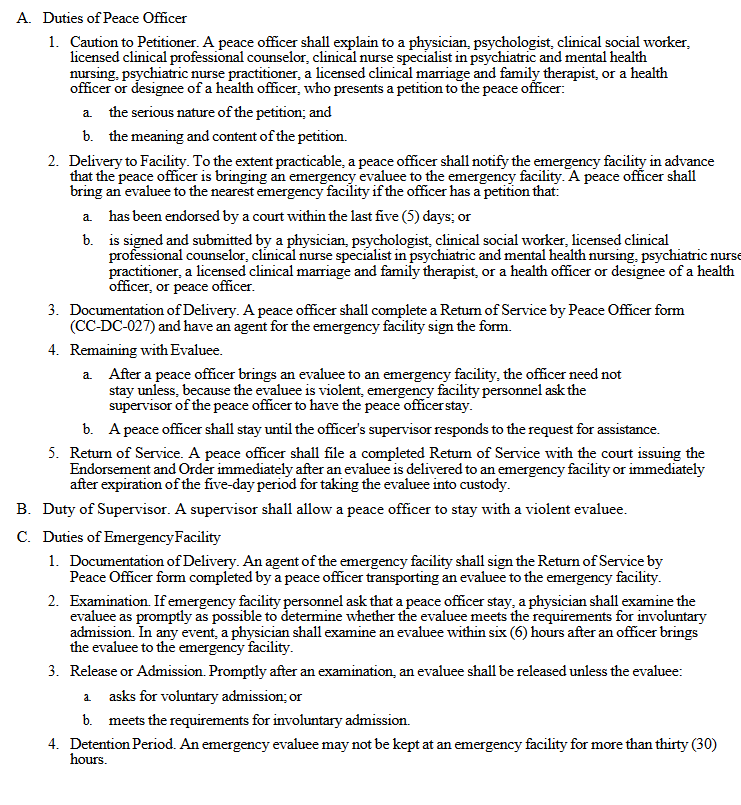 A. Duties of Peace Officer
1. Caution to Petitioner. A peace officer shall explain to a physician, psychologist, clinical social worker,
licensed clinical professional counselor, clinical nurse specialist in psychiatric and mental health
nursing, psychiatric nurse practitioner, a licensed clinical marriage and family therapist, or a health
officer or designee of a health officer, who presents a petition to the peace officer:
a. the serious nature of the petition; and
b. the meaning and content of the petition.
2. Delivery to Facility. To the extent practicable, a peace officer shall notify the emergency facility in advance
that the peace officer is bringing an emergency evaluee to the emergency facility. A peace officer shall
bring an evaluee to the nearest emergency facility if the officer has a petition that:
a. has been endorsed by a court within the last five (5) days; or
b. is signed and submitted by a physician, psychologist, clinical social worker, licensed clinical
professional counselor, clinical nurse specialist in psychiatric and mental health nursing, psychiatric nurse
practitioner, a licensed clinical marriage and family therapist, or a health officer or designee of a health
officer, or peace officer.
3. Documentation of Delivery. A peace officer shall complete a Return of Service by Peace Officer form
(CC-DC-027) and have an agent for the emergency facility sign the form.
4. Remaining with Evaluee.
a. After a peace officer brings an evaluee to an emergency facility, the officer need not
stay unless, because the evaluee is violent, emergency facility personnel ask the
supervisor of the peace officer to have the peace officer stay.
b. A peace officer shall stay until the officer's supervisor responds to the request for assistance.
5. Return of Service. A peace officer shall file a completed Return of Service with the court issuing the
Endorsement and Order immediately after an evaluee is delivered to an emergency facility or immediately
after expiration of the five-day period for taking the evaluee into custody.
B. Duty of Supervisor. A supervisor shall allow a peace officer to stay with a violent evaluee.
C. Duties of Emergency Facility
1. Documentation of Delivery. An agent of the emergency facility shall sign the Return of Service by
Peace Officer form completed by a peace officer transporting an evaluee to the emergency facility.
2. Examination. If emergency facility personnel ask that a peace officer stay, a physician shall examine the
evaluee as promptly as possible to determine whether the evaluee meets the requirements for involuntary
admission. In any event, a physician shall examine an evaluee within six (6) hours after an officer brings
the evaluee to the emergency facility.
3. Release or Admission. Promptly after an examination, an evaluee shall be released unless the evaluee:
a. asks for voluntary admission; or
b. meets the requirements for involuntary admission.
4. Detention Period. An emergency evaluee may not be kept at an emergency facility for more than thirty (30)
hours.